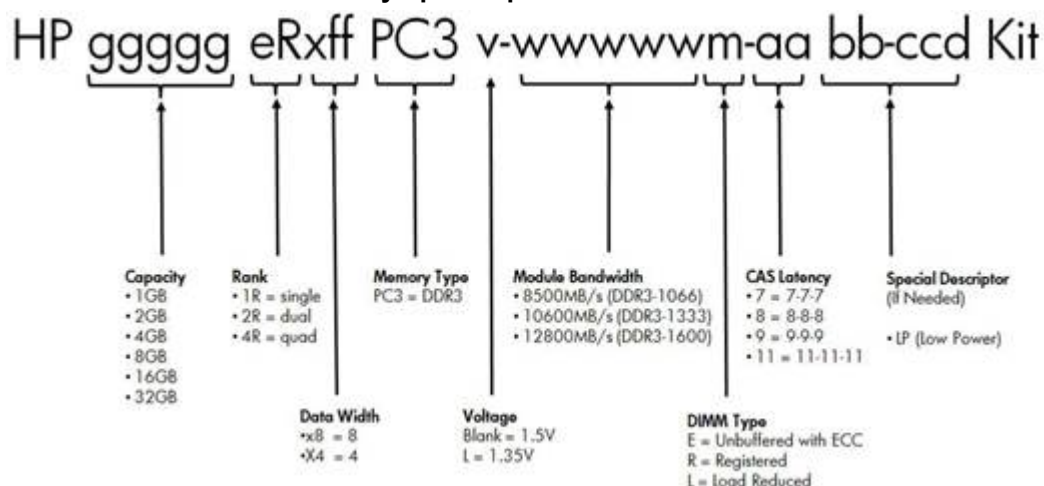 HP ggggg eRxff PC3 v-wwwwwm-aa bb-ccd Kit
Capacity
• 1GB
• 2GB
• 4GB
• 8GB
• 16GB
• 32GB
Rank
• 1R = single
• 2R = dual
• 4R = quad
Memory Type
PC3 = DDR3
Module Bandwidth
• 8500MB/s (DDR3-1066)
• 10600MB/s (DDR3-1333)
• 12800MB/s (DDR3-1600)
CAS Latency
• 7 = 7-7-7
• 8 = 8-8-8
• 9 = 9-9-9
• 11 = 11-11-11
Special Descriptor
(If Needed)
• LP (Low Power)
Data Width
•x8 = 8
•X4 = 4
Voltage
Blank = 1.5V
L = 1.35V
DIMM Type
E = Unbuffered with ECC
R = Registered
L = Load Reduced